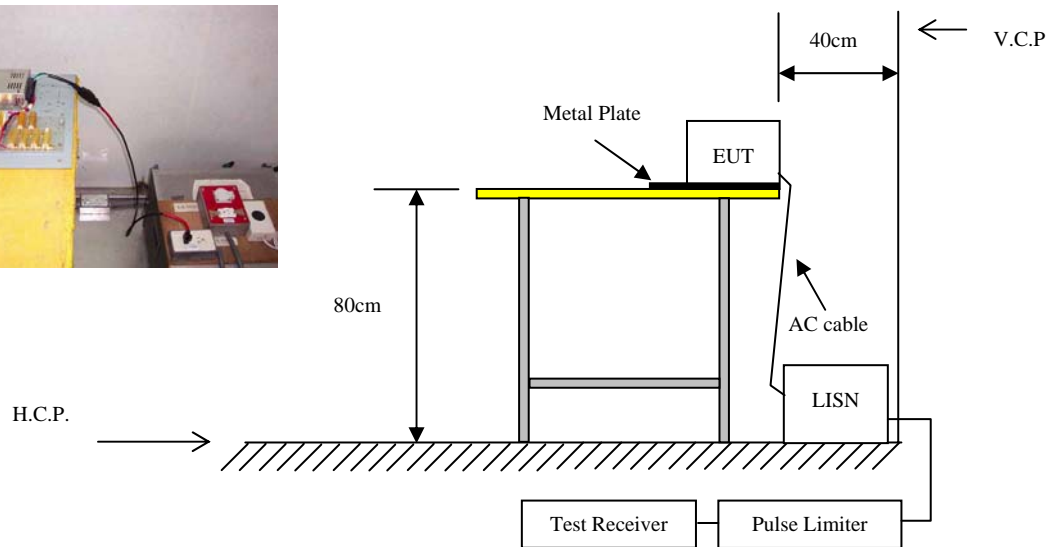 40cm
V.C.P
Metal Plate
EUT
80cm
AC cable
H.C.P.
LISN
Test Receiver
Pulse Limiter